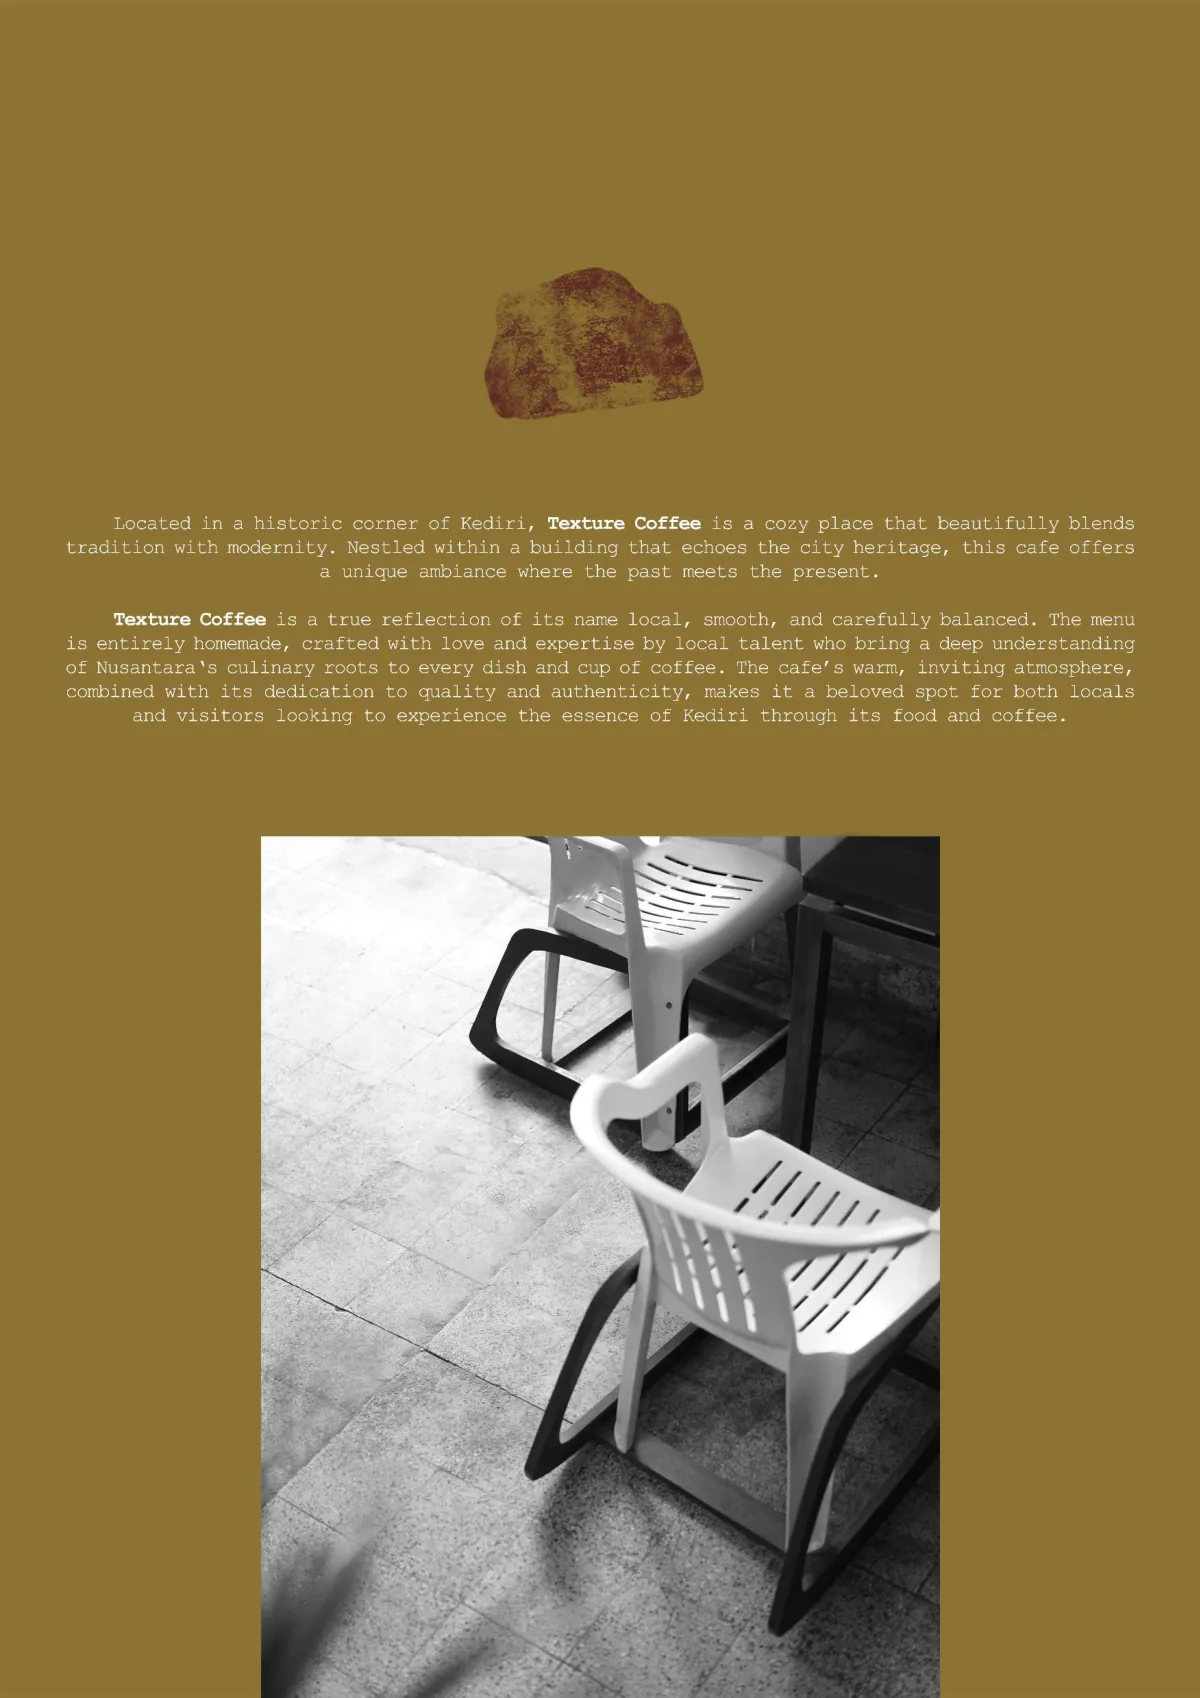 Located in a historic corner of Kediri, Texture Coffee is a cozy place that beautifully blends
tradition with modernity. Nestled within a building that echoes the city heritage, this cafe offers
a unique ambiance where the past meets the present.
Texture Coffee is a true reflection of its name local, smooth, and carefully balanced. The menu
is entirely homemade, crafted with love and expertise by local talent who bring a deep understanding
of Nusantara‛s culinary roots to every dish and cup of coffee. The cafe’s warm, inviting atmosphere,
combined with its dedication to quality and authenticity, makes it a beloved spot for both locals
and visitors looking to experience the essence of Kediri through its food and coffee.